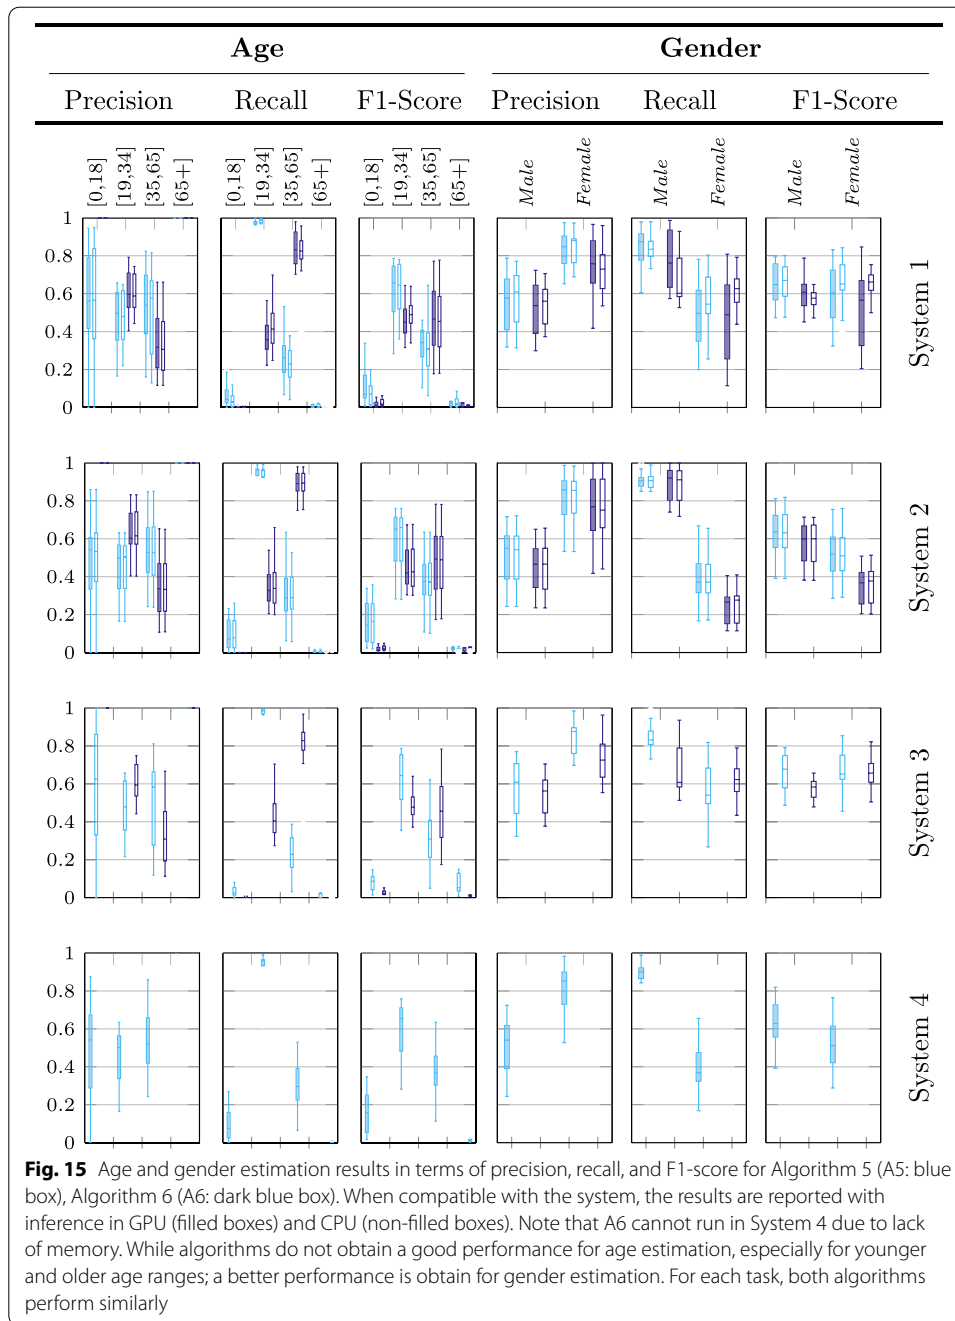 Age Gender
Precision Recall F1-Score Precision Recall F1-Score
[0,18] [19,34] [35,65] [65+] [0,18] [19,34] [35,65] [65+] [0,18] [19,34] [35,65] [65+] Male Female Male Female Male Female
1
0.8
0.6
0.4
0.2
0
System 1
1
0.8
0.6
0.4
0.2
0
System 2
1
0.8
0.6
0.4
0.2
0
System 3
1
0.8
0.6
0.4
0.2
0
System 4
Fig. 15 Age and gender estimation results in terms of precision, recall, and F1-score for Algorithm 5 (A5: blue
box), Algorithm 6 (A6: dark blue box). When compatible with the system, the results are reported with
inference in GPU (filled boxes) and CPU (non-filled boxes). Note that A6 cannot run in System 4 due to lack
of memory. While algorithms do not obtain a good performance for age estimation, especially for younger
and older age ranges; a better performance is obtain for gender estimation. For each task, both algorithms
perform similarly